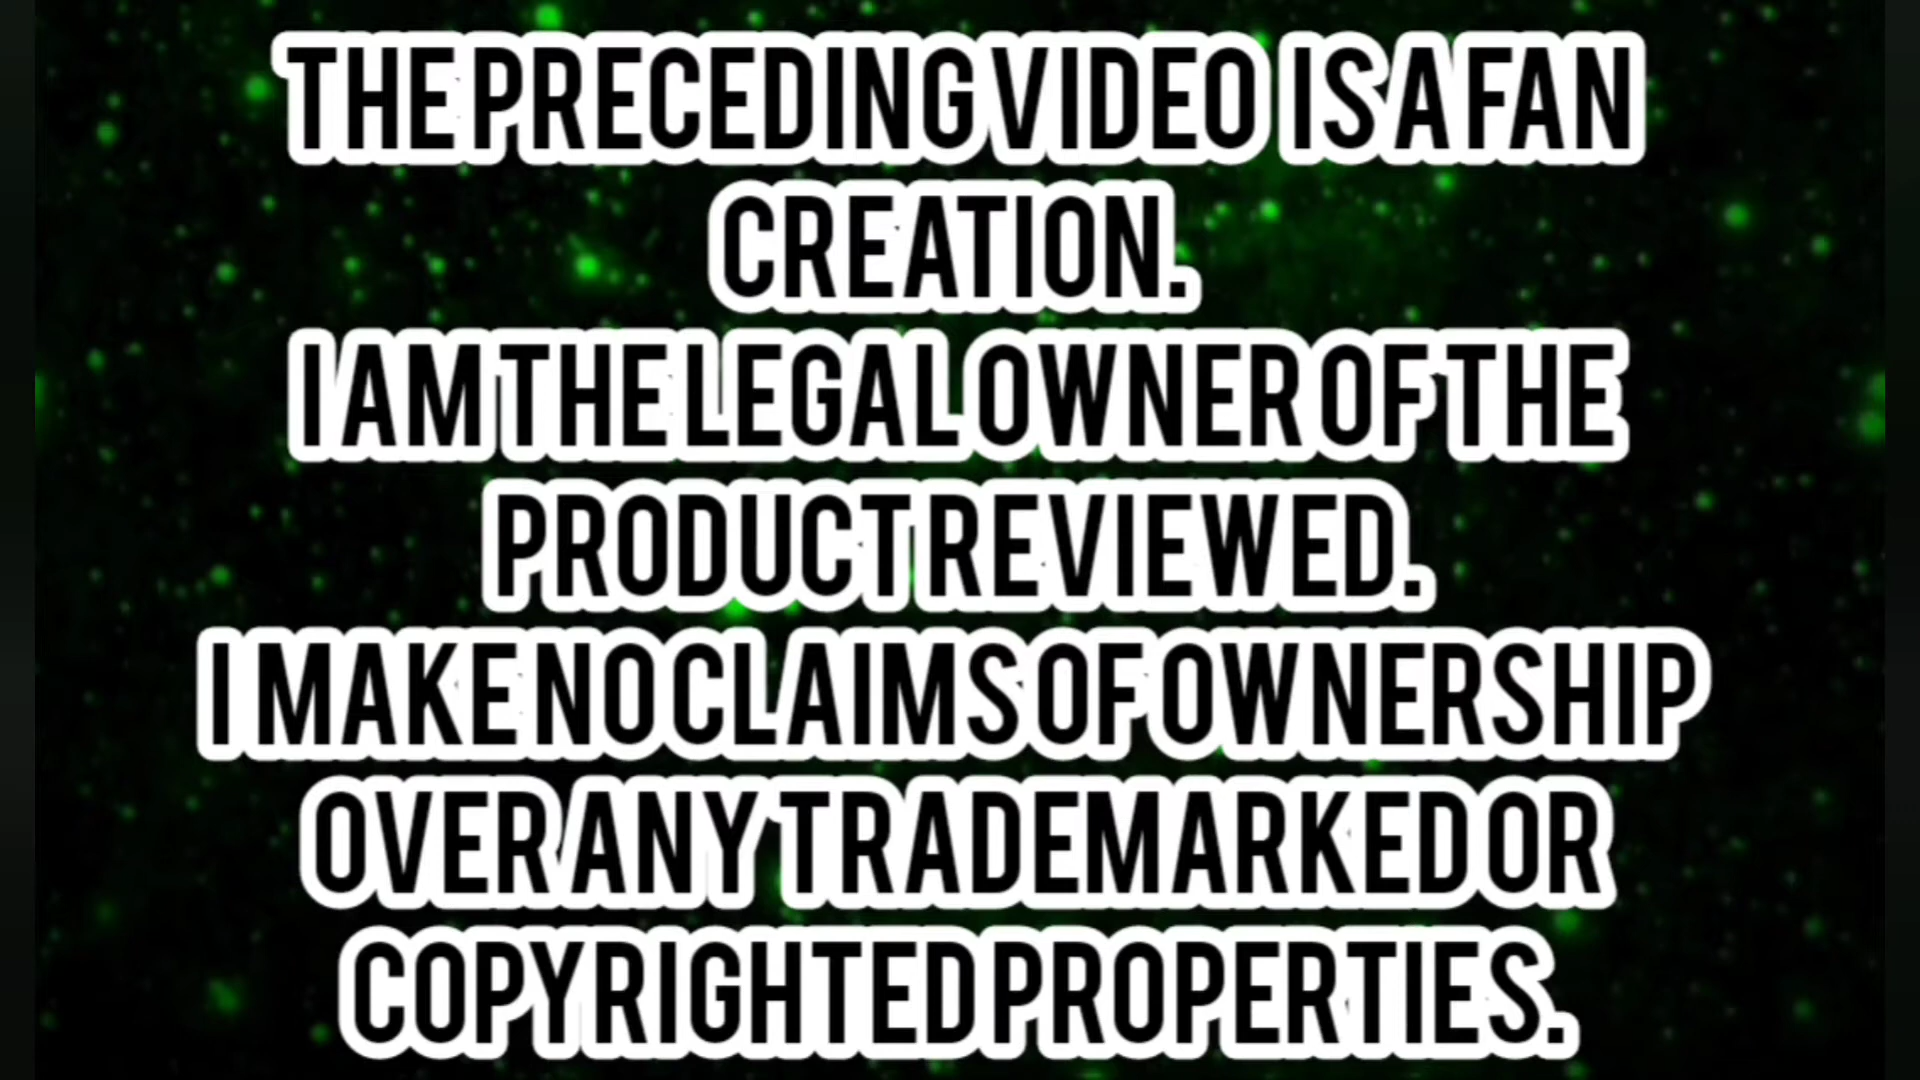 THE PRECEDING VIDEO IS A FAN
CREATION.
I AM THE LEGAL OWNER OF THE
PRODUCT REVIEWED.
I MAKE NO CLAIMS OF OWNERSHIP
OVER ANY TRADEMARKED OR
COPYRIGHTED PROPERTIES.